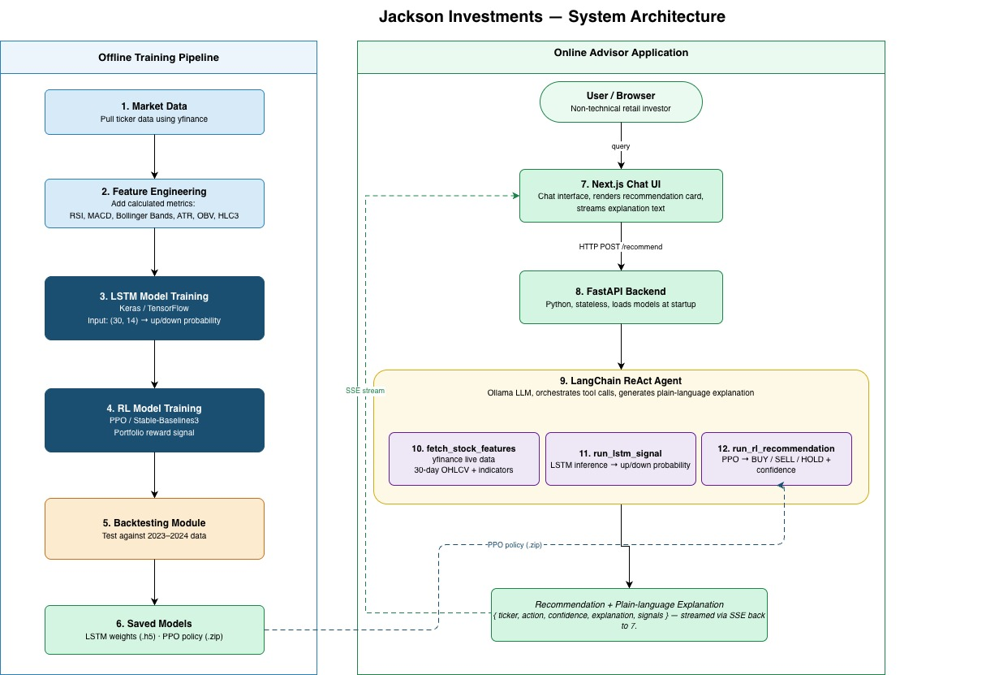 Jackson Investments — System Architecture
Offline Training Pipeline
1. Market Data
Pull ticker data using yfinance
2. Feature Engineering
Add calculated metrics:
RSI, MACD, Bollinger Bands, ATR, OBV, HLC3
3. LSTM Model Training
Keras / TensorFlow
Input: (30, 14) → up/down probability
4. RL Model Training
PPO / Stable-Baselines3
Portfolio reward signal
5. Backtesting Module
Test against 2023–2024 data
6. Saved Models
LSTM weights (.h5) · PPO policy (.zip)
Online Advisor Application
User / Browser
Non-technical retail investor
query
7. Next.js Chat UI
Chat interface, renders recommendation card,
streams explanation text
HTTP POST /recommend
8. FastAPI Backend
Python, stateless, loads models at startup
9. LangChain ReAct Agent
Ollama LLM, orchestrates tool calls, generates plain-language explanation
SSE stream
10. fetch_stock_features
yfinance live data
30-day OHLCV + indicators
11. run_lstm_signal
LSTM inference → up/down probability
12. run_rl_recommendation
PPO → BUY / SELL / HOLD +
confidence
PPO policy (.zip)
Recommendation + Plain-language Explanation
{ ticker, action, confidence, explanation, signals } — streamed via SSE back
to 7.